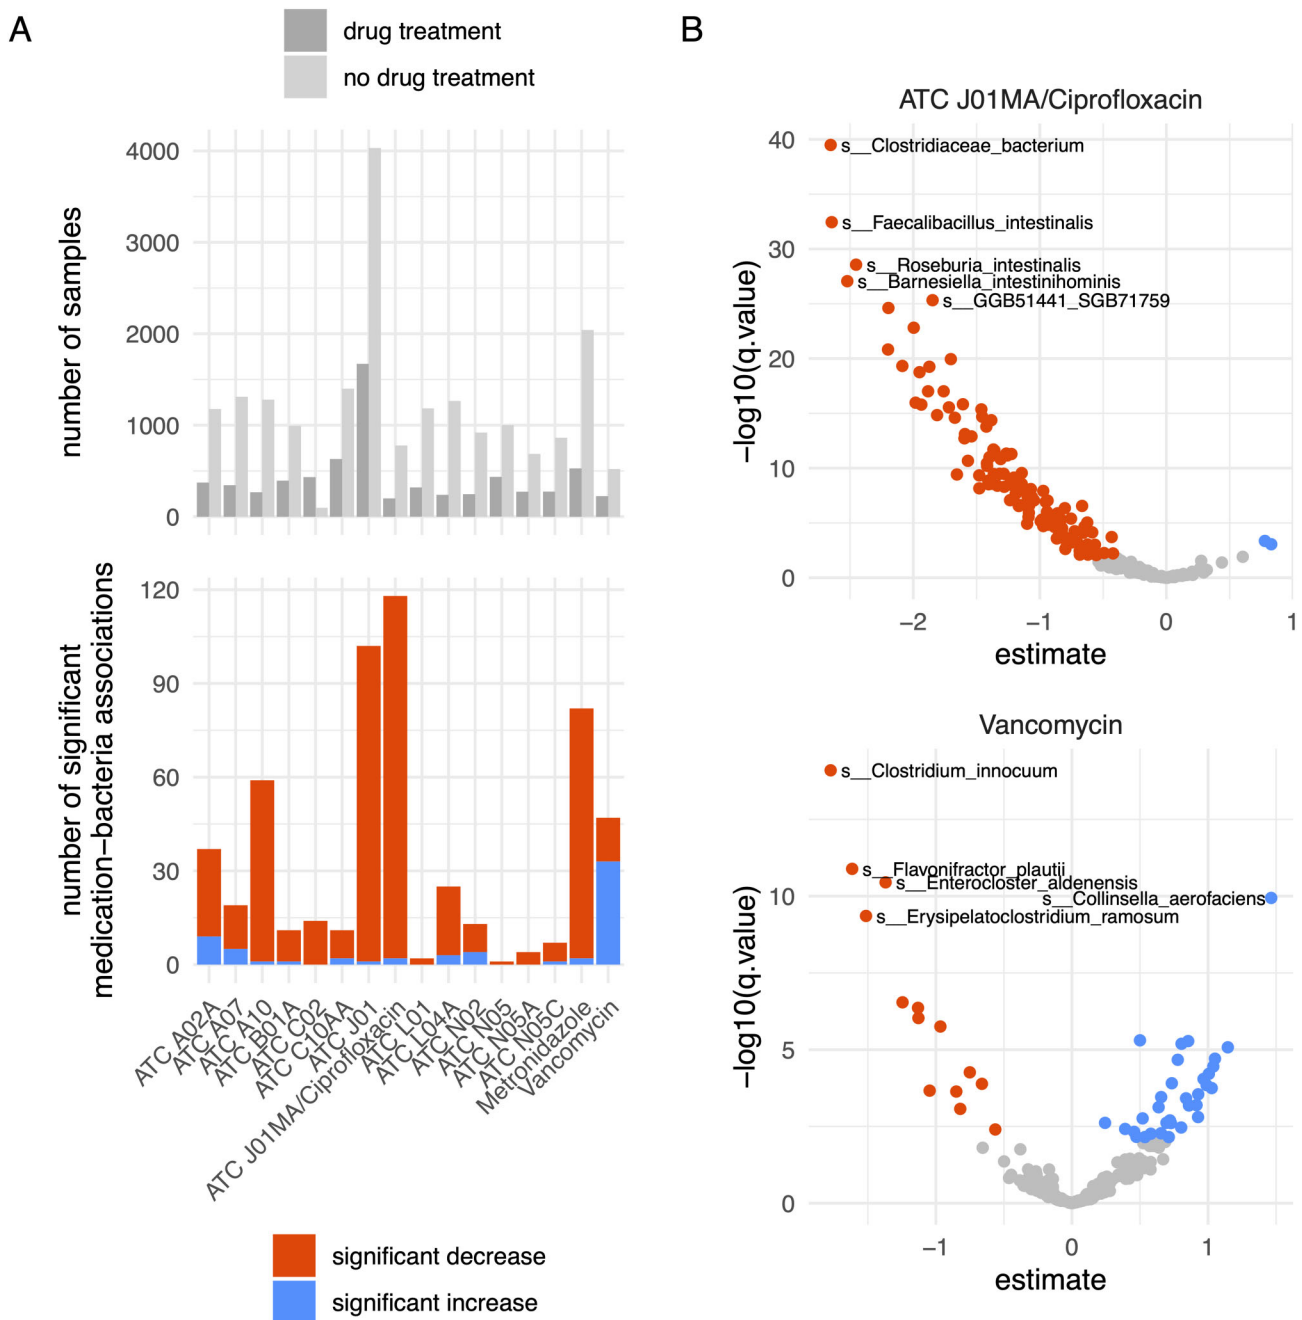 A
drug treatment
no drug treatment
number of samples
4000
3000
2000
1000
0
number of significant
medication−bacteria associations
120
90
60
30
0
ATC A02A
ATC A07
ATC A10
ATC B01A
ATC C02
ATC C10AA
ATC J01
ATC J01MA/Ciprofloxacin
ATC L01
ATC L04A
ATC N02
ATC N05
ATC N05A
ATC N05C
Metronidazole
Vancomycin
significant decrease
significant increase
B
ATC J01MA/Ciprofloxacin
−log10(q.value)
40
30
20
10
0
s__Clostridiaceae_bacterium
s__Faecalibacillus_intestinalis
s__Roseburia_intestinalis
s__Barnesiella_intestinihominis
s__GGB51441_SGB71759
−2
−1
0
1
estimate
Vancomycin
−log10(q.value)
10
5
0
s__Clostridium_innocuum
s__Flavonifractor_plautii
s__Enterocloster_aldenensis
s__Collinsella_aerofaciens
s__Erysipelatoclostridium_ramosum
−1
0
1
estimate